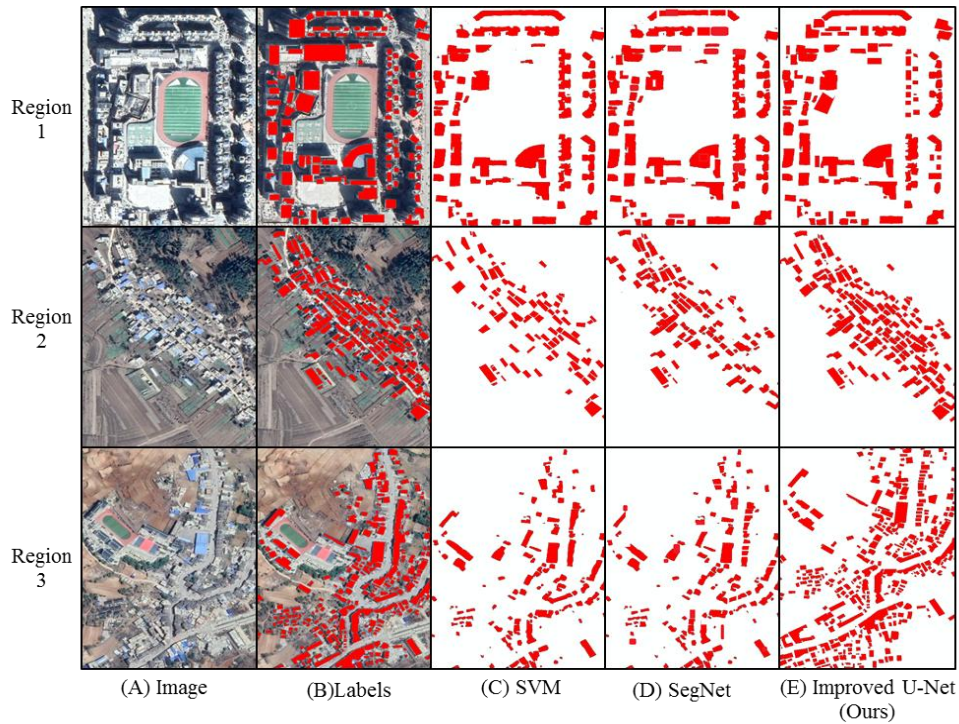 Region
1
Region
2
Region
3
(A) Image
(B)Labels
(C) SVM
(D) SegNet
(E) Improved U-Net
(Ours)